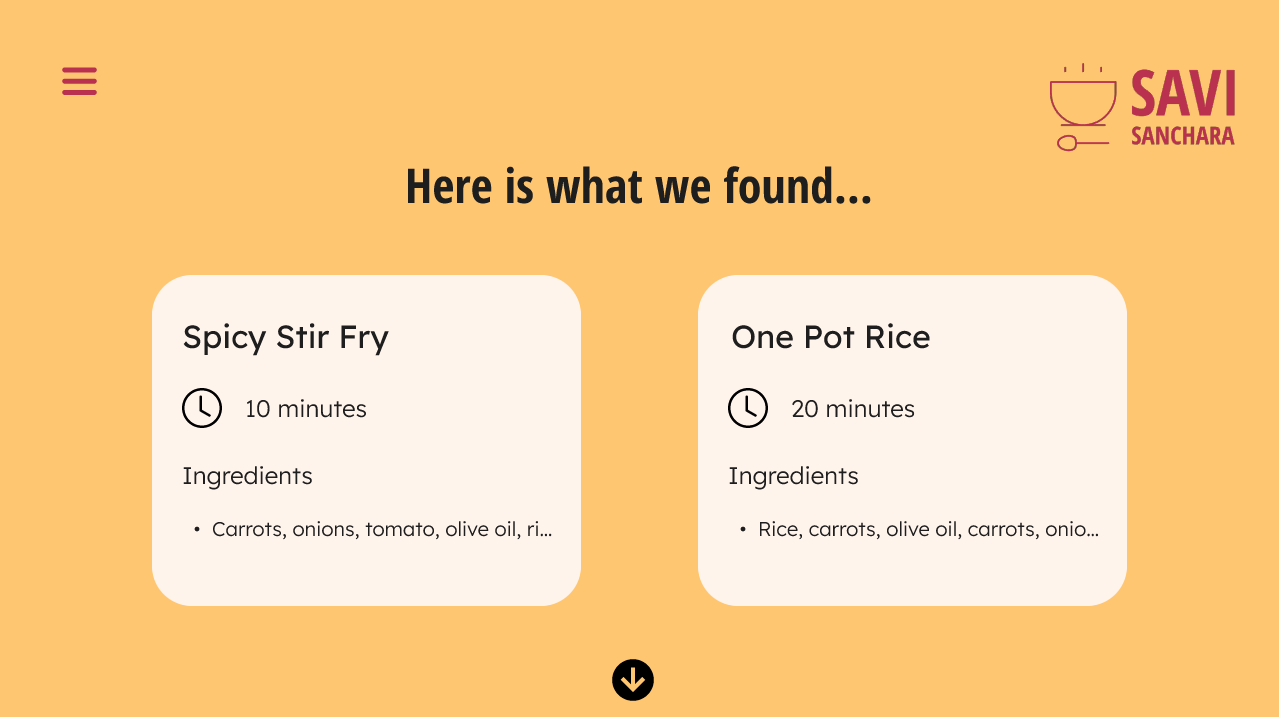 SAVI
SANCHARA
Here is what we found...
Spicy Stir Fry
10 minutes
Ingredients
• Carrots, onions, tomato, olive oil, ri...
One Pot Rice
20 minutes
Ingredients
• Rice, carrots, olive oil, carrots, onio...